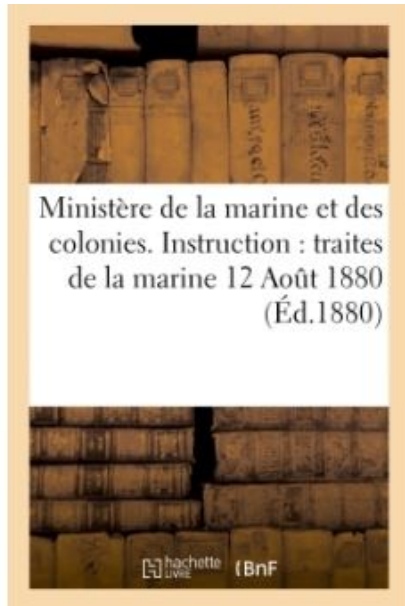 Ministère de la marine et des
colonies. Instruction : traites
de la marine 12 Août 1880
(Éd.1880)
hachette
LIVRE
{BnF